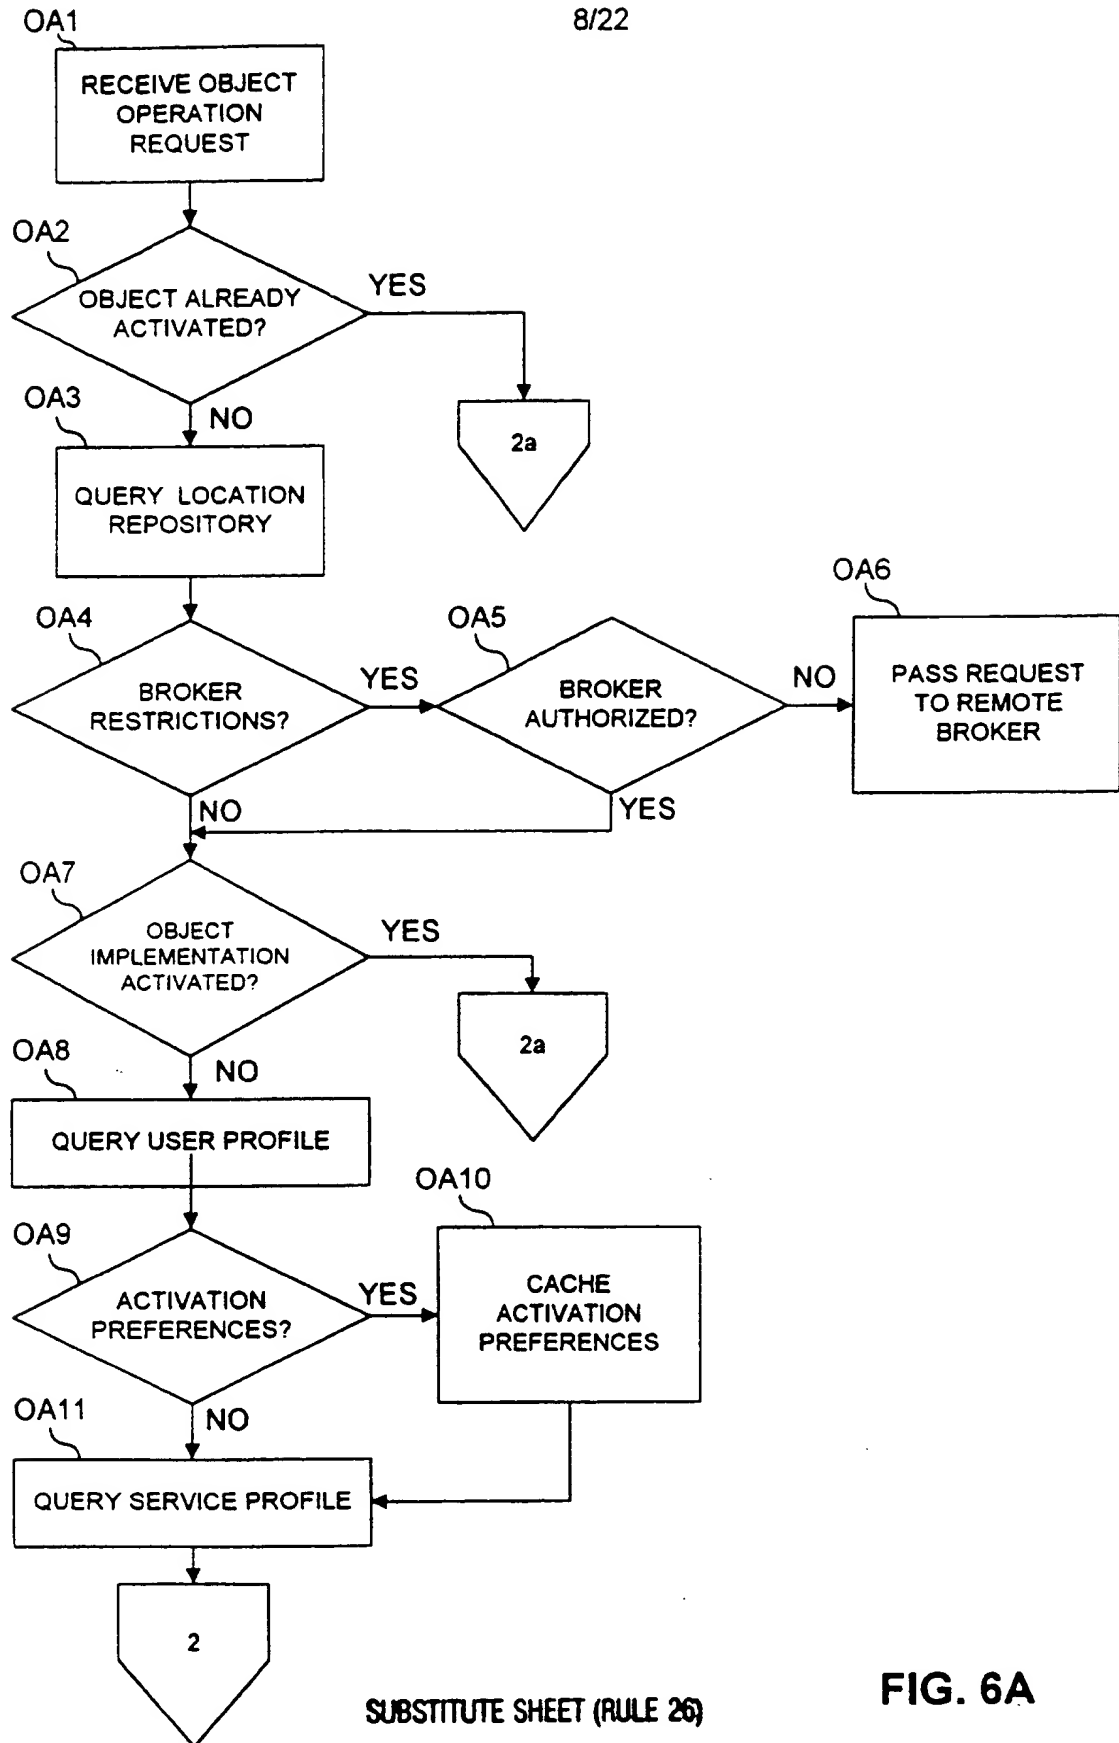 8/22
OA1
RECEIVE OBJECT
OPERATION
REQUEST
OA2
OBJECT ALREADY
ACTIVATED?
YES
2a
NO
OA3
QUERY LOCATION
REPOSITORY
OA4
BROKER
RESTRICTIONS?
YES
OA5
BROKER
AUTHORIZED?
NO
OA6
PASS REQUEST
TO REMOTE
BROKER
NO
YES
OA7
OBJECT
IMPLEMENTATION
ACTIVATED?
YES
2a
NO
OA8
QUERY USER PROFILE
OA9
ACTIVATION
PREFERENCES?
YES
OA10
CACHE
ACTIVATION
PREFERENCES
NO
OA11
QUERY SERVICE PROFILE
2
SUBSTITUTE SHEET (RULE 26)
FIG. 6A